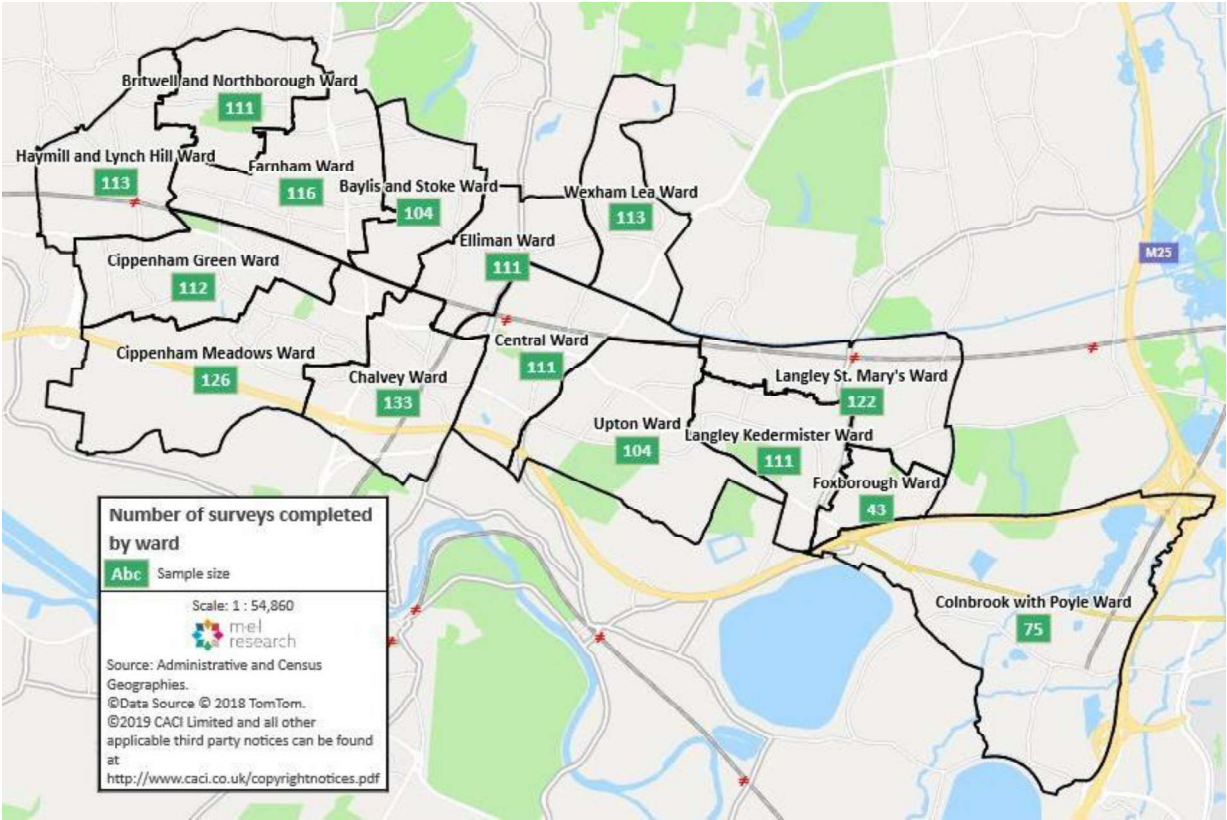 Britwell and Northborough Ward
111
Haymill and Lynch Hill Ward
113
Farnham Ward
116
Baylis and Stoke Ward
104
Wexham Lea Ward
113
Elliman Ward
111
Cippenham Green Ward
112
M25
Cippenham Meadows Ward
126
Chalvey Ward
133
Central Ward
111
Langley St. Mary's Ward
122
Upton Ward
104
Langley Kedermister Ward
111
Foxborough Ward
43
Colnbrook with Poyle Ward
75
Number of surveys completed
by ward
Abc Sample size
Scale: 1 : 54,860
m·e·l
research
Source: Administrative and Census
Geographies.
©Data Source © 2018 TomTom.
©2019 CACI Limited and all other
applicable third party notices can be found
at
http://www.caci.co.uk/copyrightnotices.pdf